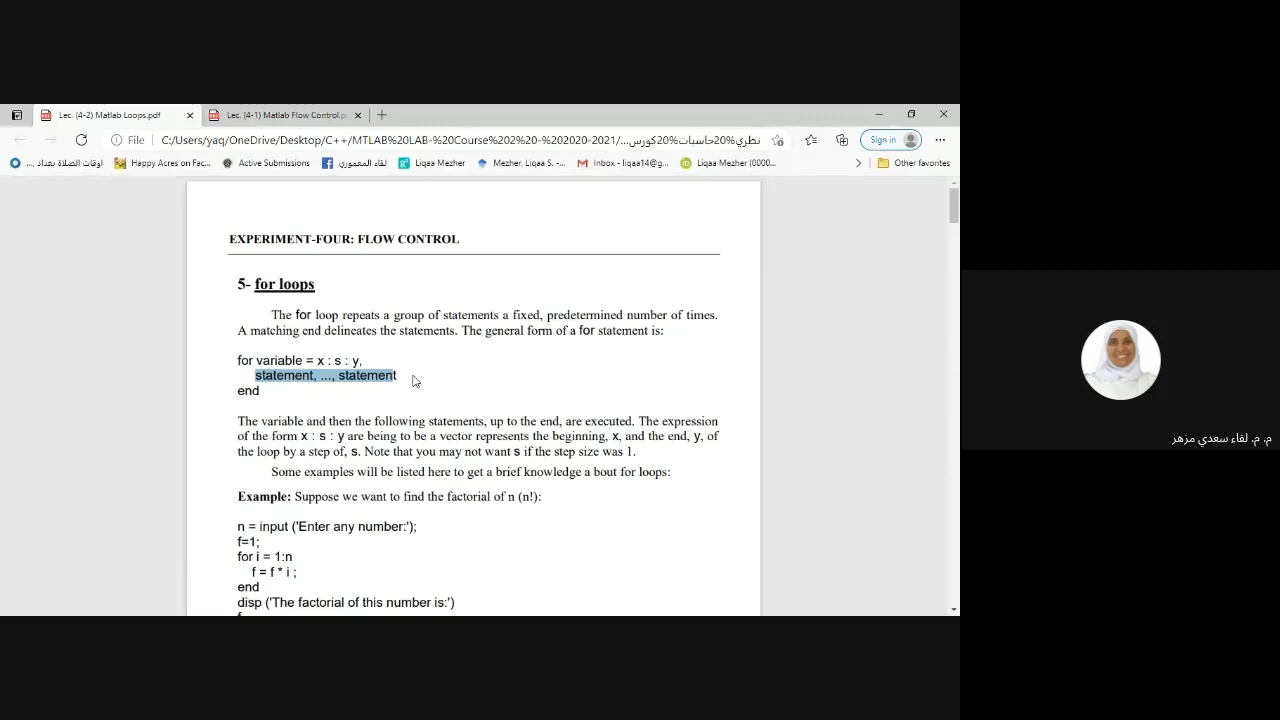 Lec. (4-2) Matlab Loops.pdf
Lec. (4-1) Matlab Flow Control.p
File C:/Users/yaq/OneDrive/Desktop/C++/MTLAB%20LAB-%20Course%202%20-%202020-2021/...نظري%20حاسبات%20كورس Sign in
اوقات الصلاة بغداد ,... Happy Acres on Fac... Active Submissions لقاء المعموري Liqaa Mezher Mezher, Liqaa S. -... Inbox - liqaa14@g... Liqaa Mezher (0000... Other favorites
EXPERIMENT-FOUR: FLOW CONTROL
5- for loops
The for loop repeats a group of statements a fixed, predetermined number of times.
A matching end delineates the statements. The general form of a for statement is:
for variable = x : s : y,
statement, ..., statement
end
The variable and then the following statements, up to the end, are executed. The expression
of the form x : s : y are being to be a vector represents the beginning, x, and the end, y, of
the loop by a step of, s. Note that you may not want s if the step size was 1.
Some examples will be listed here to get a brief knowledge a bout for loops:
Example: Suppose we want to find the factorial of n (n!):
n = input ('Enter any number:');
f=1;
for i = 1:n
f = f * i ;
end
disp ('The factorial of this number is:')
م. م. لقاء سعدي مزهر